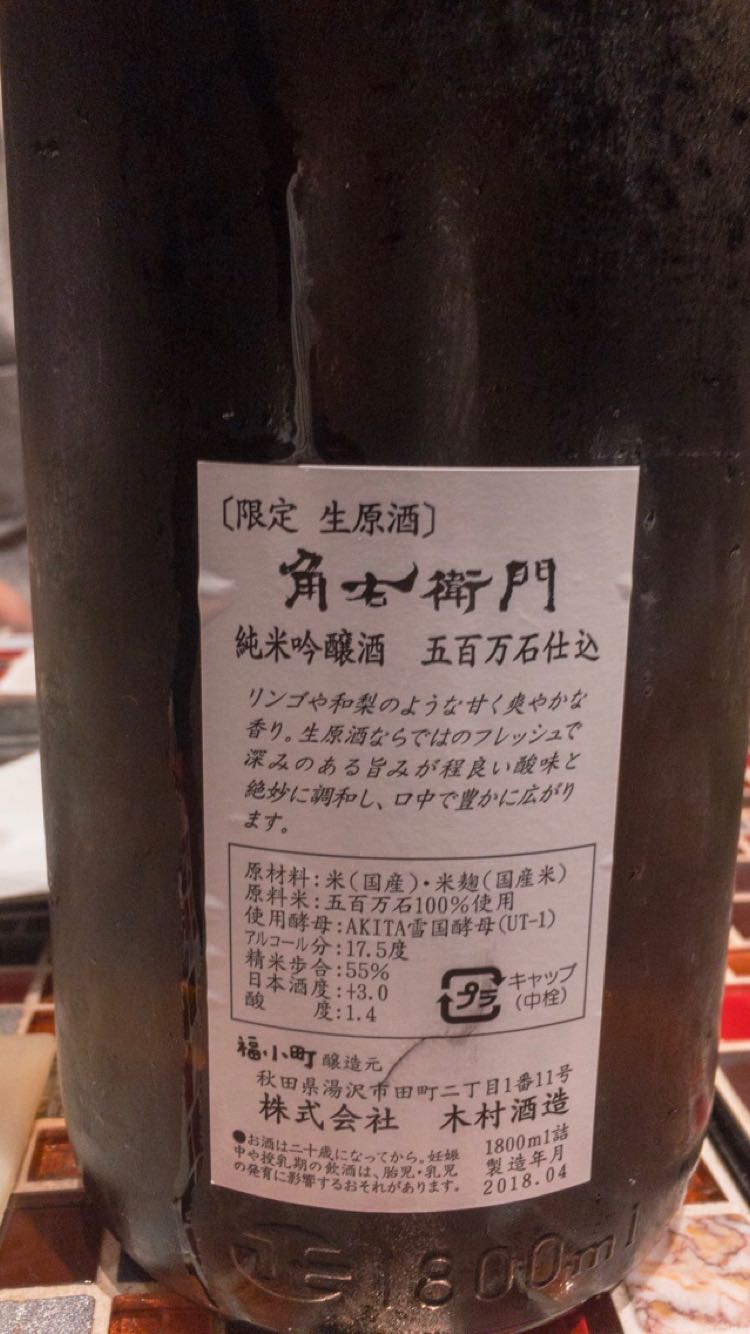 〔限定 生原酒〕
角右衛門
純米吟醸酒 五百万石仕込
リンゴや和梨のような甘く爽やかな
香り。生原酒ならではのフレッシュで
深みのある旨みが程良い酸味と
絶妙に調和し、口中で豊かに広がり
ます。
原材料:米(国産)・米麹(国産米)
原料米:五百万石100%使用
使用酵母:AKITA雪国酵母(UT-1)
アルコール分:17.5度
精米歩合:55%
日本酒度:+3.0
酸 度:1.4
プラ
キャップ
(中栓)
福小町 醸造元
秋田県湯沢市田町二丁目1番11号
株式会社 木村酒造
●お酒は二十歳になってから。妊娠
中や授乳期の飲酒は、胎児・乳児
の発育に影響するおそれがあります。
1800ml詰
製造年月
2018.04
1800ml